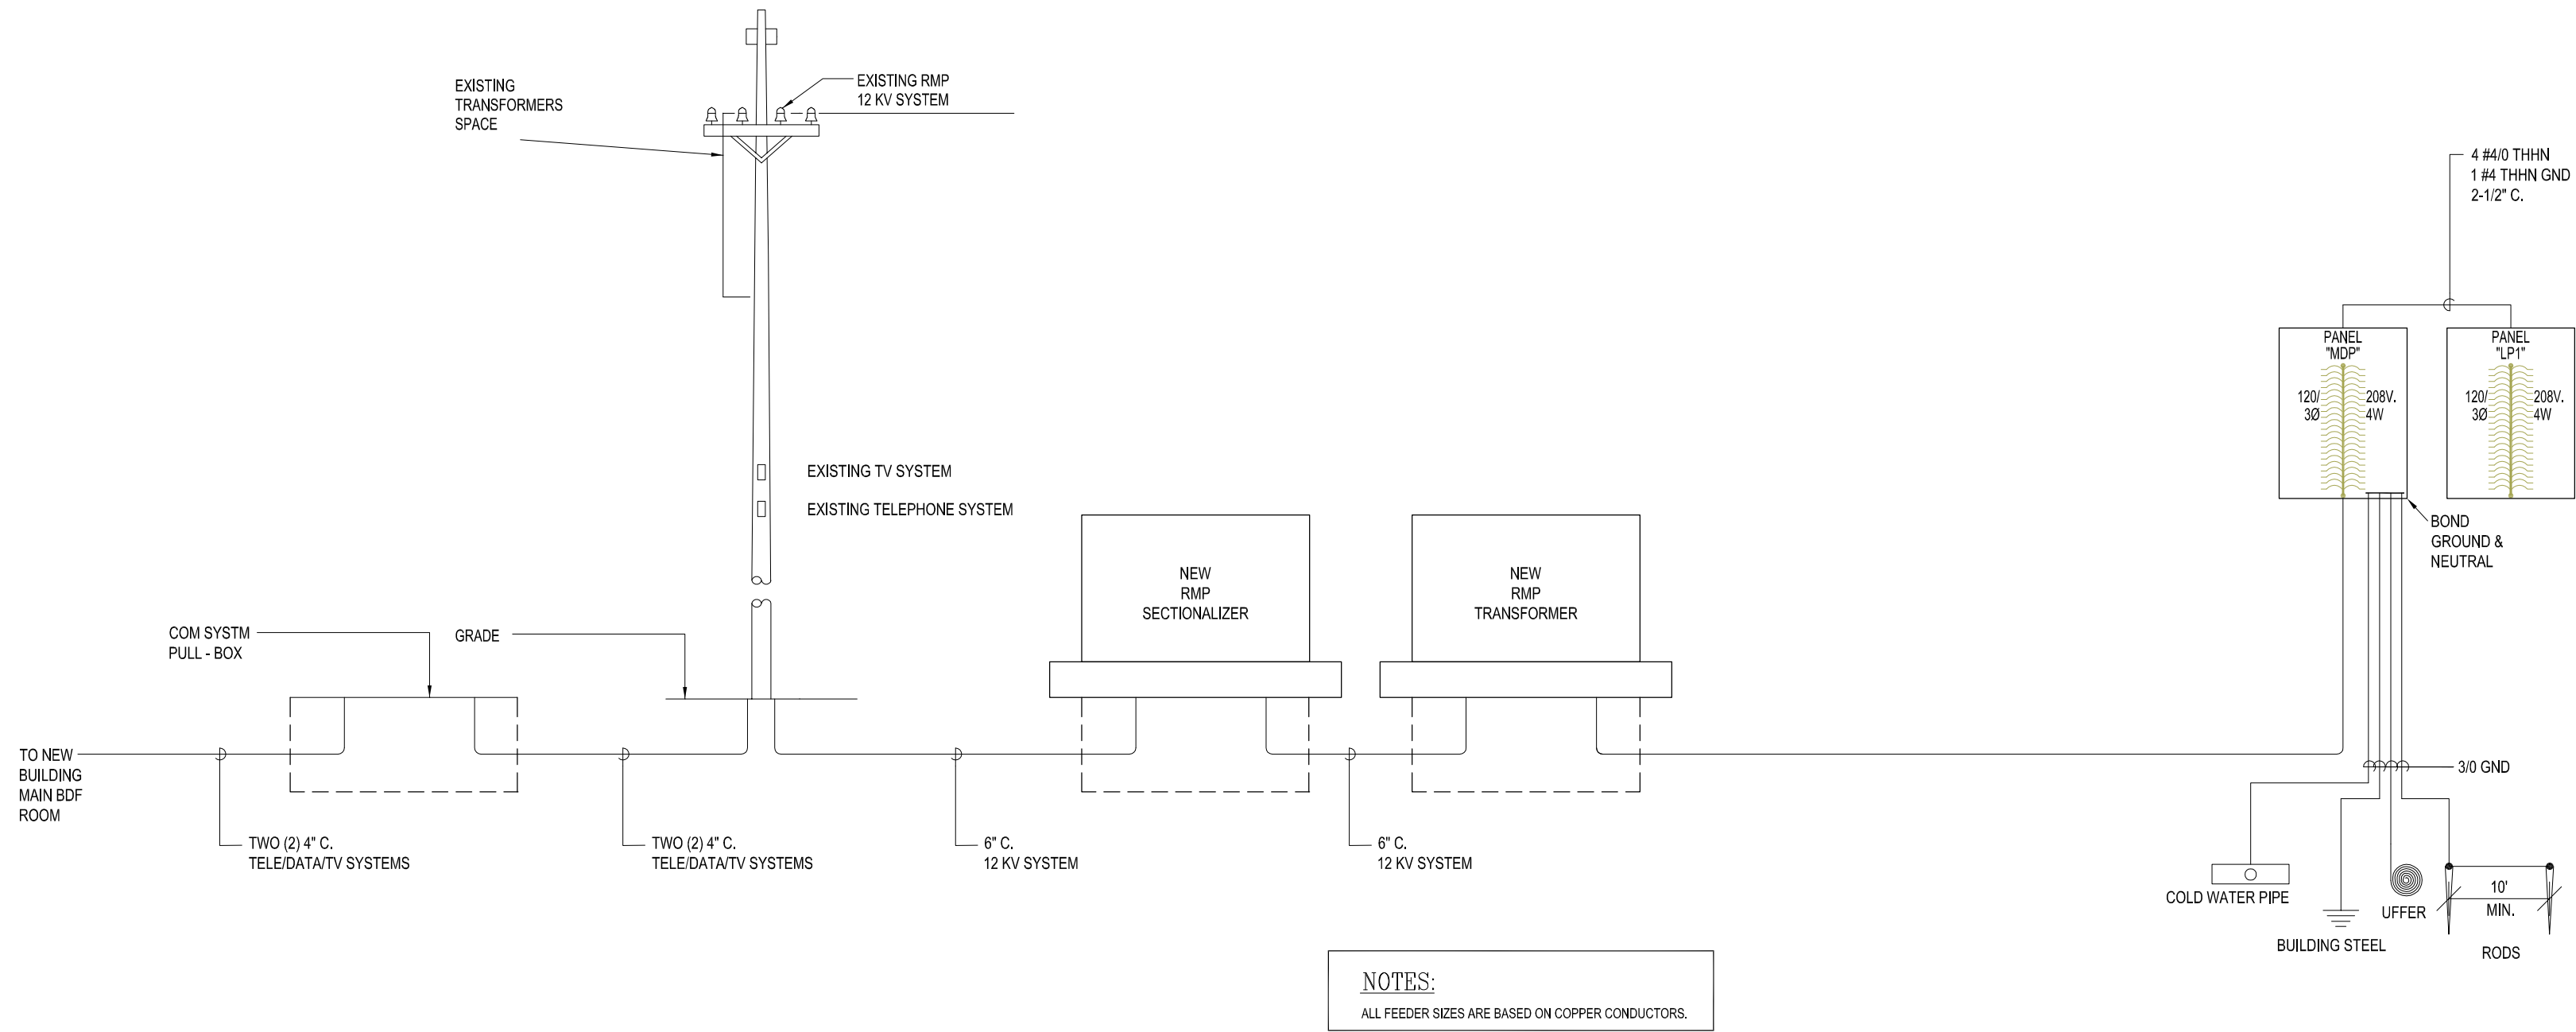 EXISTING
TRANSFORMERS
SPACE
EXISTING RMP
12 KV SYSTEM
4 #4/0 THHN
1 #4 THHN GND
2-1/2" C.
PANEL
"MDP"
120/ 208V.
3Ø 4W
PANEL
"LP1"
120/ 208V.
3Ø 4W
EXISTING TV SYSTEM
EXISTING TELEPHONE SYSTEM
BOND
GROUND &
NEUTRAL
NEW
RMP
SECTIONALIZER
NEW
RMP
TRANSFORMER
COM SYSTM
PULL - BOX
GRADE
TO NEW
BUILDING
MAIN BDF
ROOM
3/0 GND
TWO (2) 4" C.
TELE/DATA/TV SYSTEMS
TWO (2) 4" C.
TELE/DATA/TV SYSTEMS
6" C.
12 KV SYSTEM
6" C.
12 KV SYSTEM
COLD WATER PIPE
BUILDING STEEL
UFFER
10'
MIN.
RODS
NOTES:
ALL FEEDER SIZES ARE BASED ON COPPER CONDUCTORS.